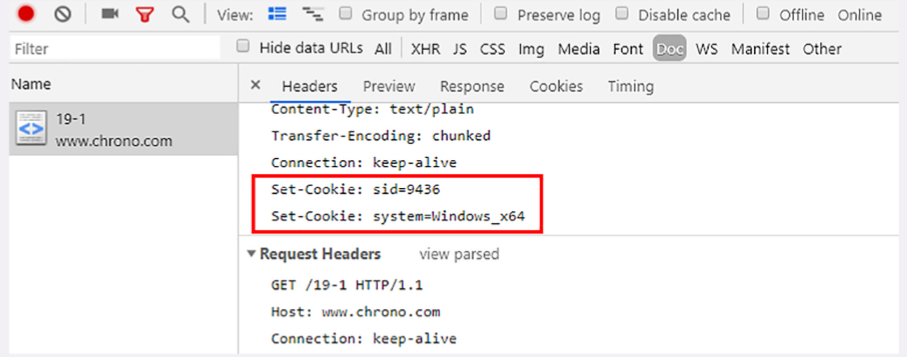 View: Group by frame Preserve log Disable cache Offline Online
Filter Hide data URLs All XHR JS CSS Img Media Font Doc WS Manifest Other
Name × Headers Preview Response Cookies Timing
19-1
www.chrono.com
Content-Type: text/plain
Transfer-Encoding: chunked
Connection: keep-alive
Set-Cookie: sid=9436
Set-Cookie: system=Windows_x64
▼Request Headers view parsed
GET /19-1 HTTP/1.1
Host: www.chrono.com
Connection: keep-alive